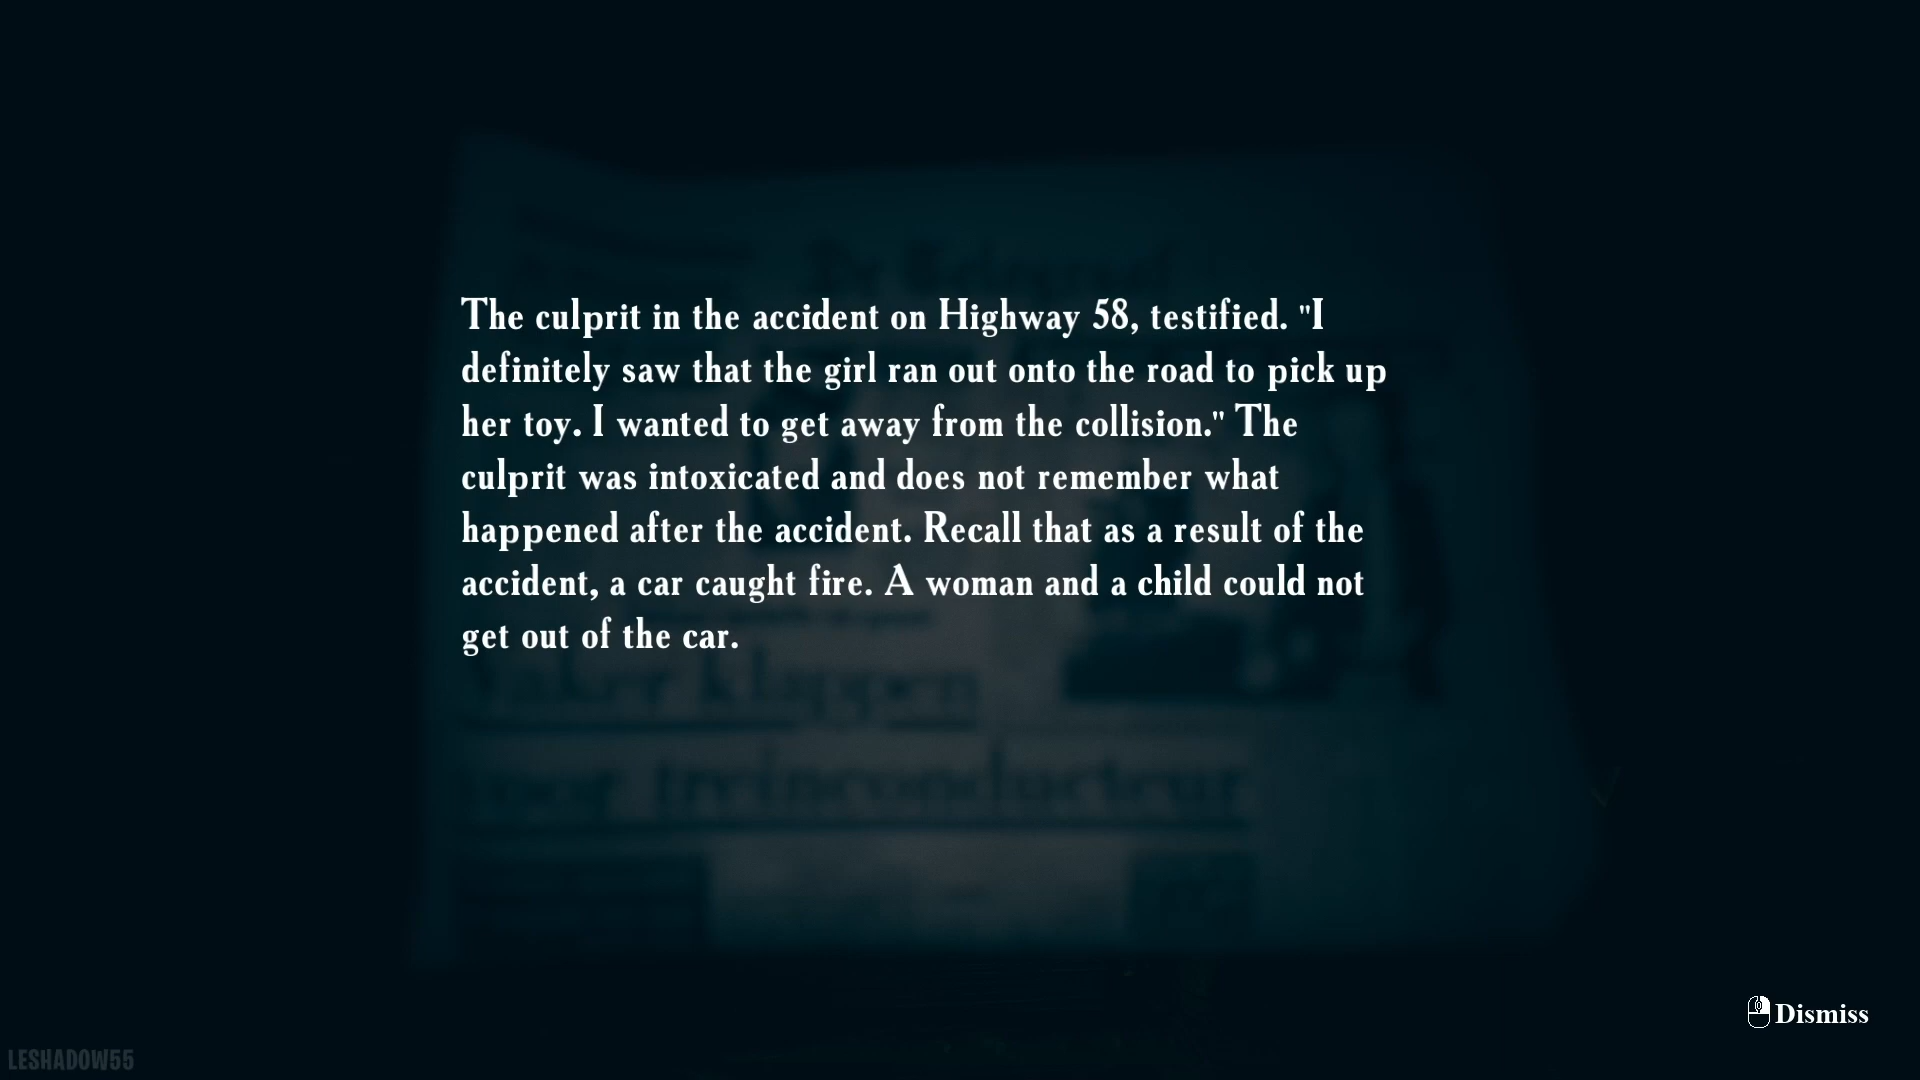 The culprit in the accident on Highway 58, testified. "I
definitely saw that the girl ran out onto the road to pick up
her toy. I wanted to get away from the collision." The
culprit was intoxicated and does not remember what
happened after the accident. Recall that as a result of the
accident, a car caught fire. A woman and a child could not
get out of the car.
klappen
treinconducteur
Dismiss
LESHADOW55